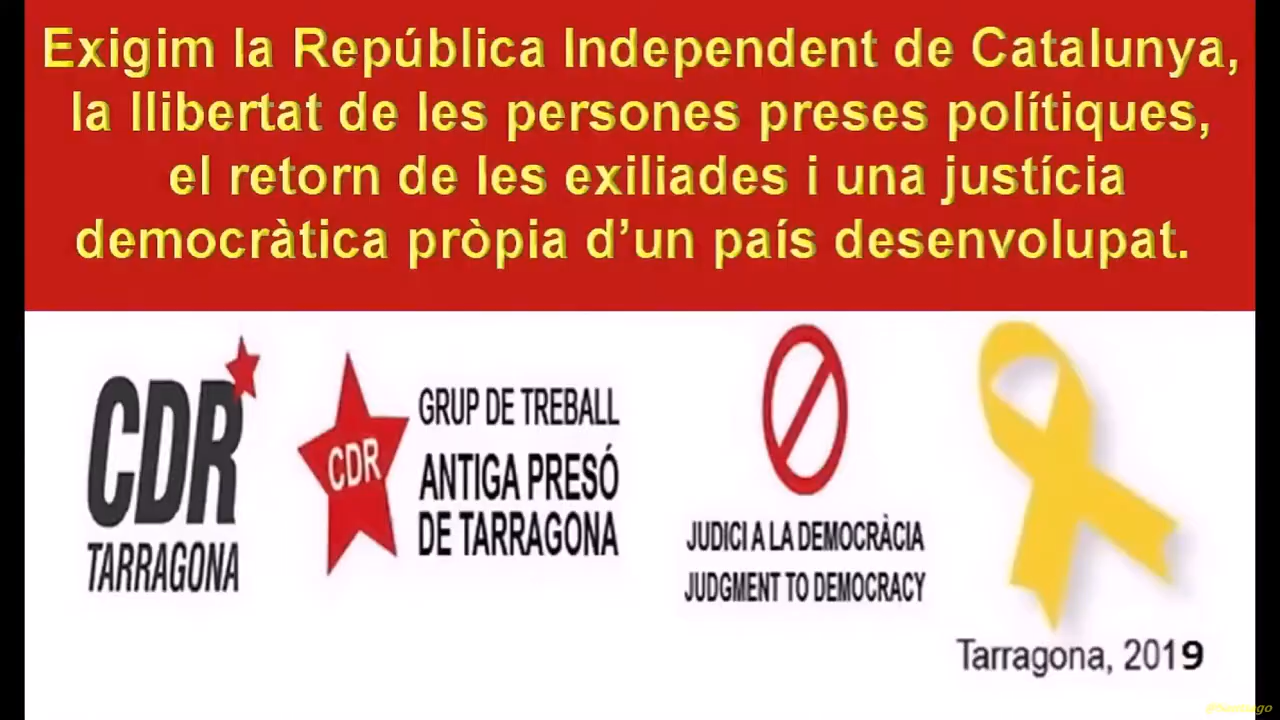 Exigim la República Independent de Catalunya,
la llibertat de les persones preses polítiques,
el retorn de les exiliades i una justícia
democràtica pròpia d’un país desenvolupat.
CDR
TARRAGONA
CDR
GRUP DE TREBALL
ANTIGA PRESÓ
DE TARRAGONA
JUDICI A LA DEMOCRÀCIA
JUDGMENT TO DEMOCRACY
Tarragona, 2019